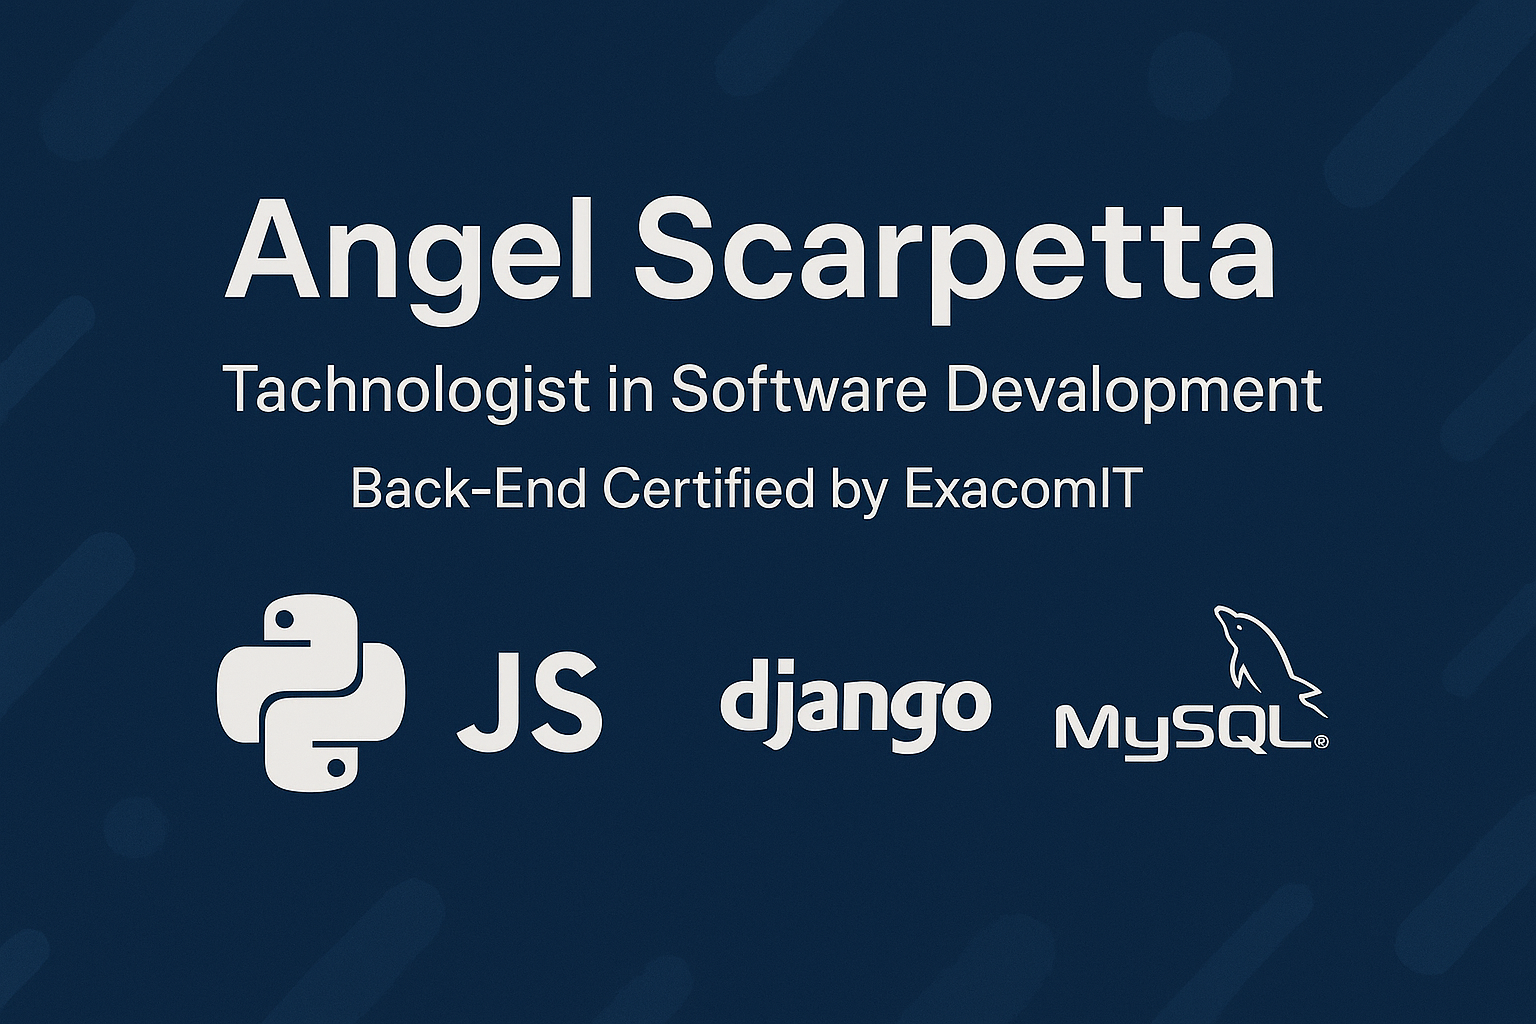 Angel Scarpetta
Tachnologist in Software Devalopment
Back-End Certified by ExacomIT
JS django MySQL®